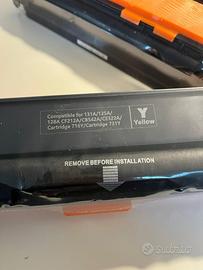 Compatible for 131A/125A/
128A CF212A/CB542A/CE322A/
Cartridge 716Y/Cartridge 731Y
Y
Yellow
REMOVE BEFORE INSTALLATION
Subito.it